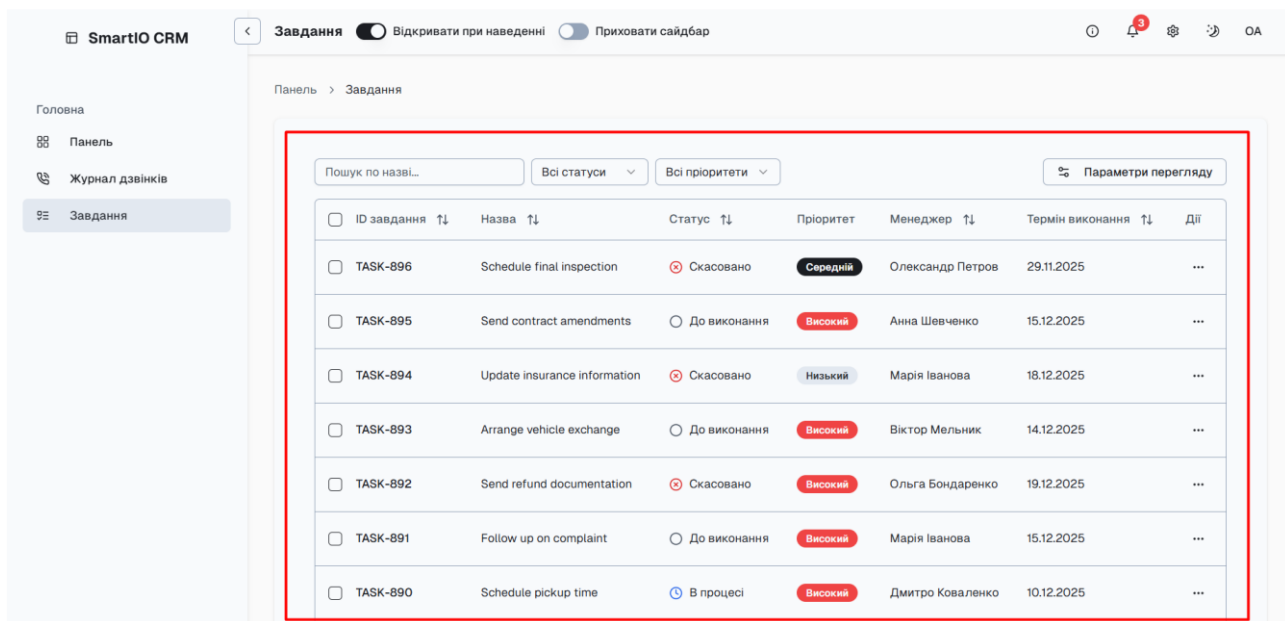 SmartIO CRM
Завдання Відкривати при наведенні Приховати сайдбар 3 OA
Панель > Завдання
Головна
Панель
Журнал дзвінків
Завдання
Пошук по назві... Всі статуси Всі пріоритети Параметри перегляду
ID завдання Назва Статус Пріоритет Менеджер Термін виконання Дії
TASK-896 Schedule final inspection Скасовано Середній Олександр Петров 29.11.2025 ...
TASK-895 Send contract amendments До виконання Високий Анна Шевченко 15.12.2025 ...
TASK-894 Update insurance information Скасовано Низький Марія Іванова 18.12.2025 ...
TASK-893 Arrange vehicle exchange До виконання Високий Віктор Мельник 14.12.2025 ...
TASK-892 Send refund documentation Скасовано Високий Ольга Бондаренко 19.12.2025 ...
TASK-891 Follow up on complaint До виконання Високий Марія Іванова 15.12.2025 ...
TASK-890 Schedule pickup time В процесі Високий Дмитро Коваленко 10.12.2025 ...